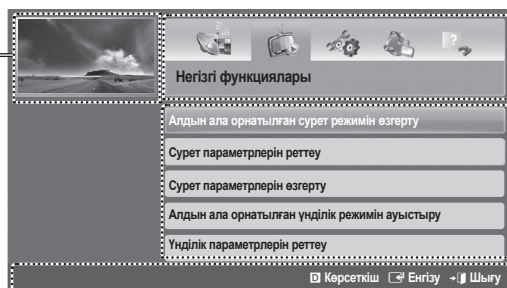 Негізгі функциялары
Алдын ала орнатылған сурет режимін өзгерту
Сурет параметрлерін реттеу
Сурет параметрлерін өзгерту
Алдын ала орнатылған үнділік режимін ауыстыру
Үнділік параметрлерін реттеу
D Көрсеткіш Енгізу Шығу